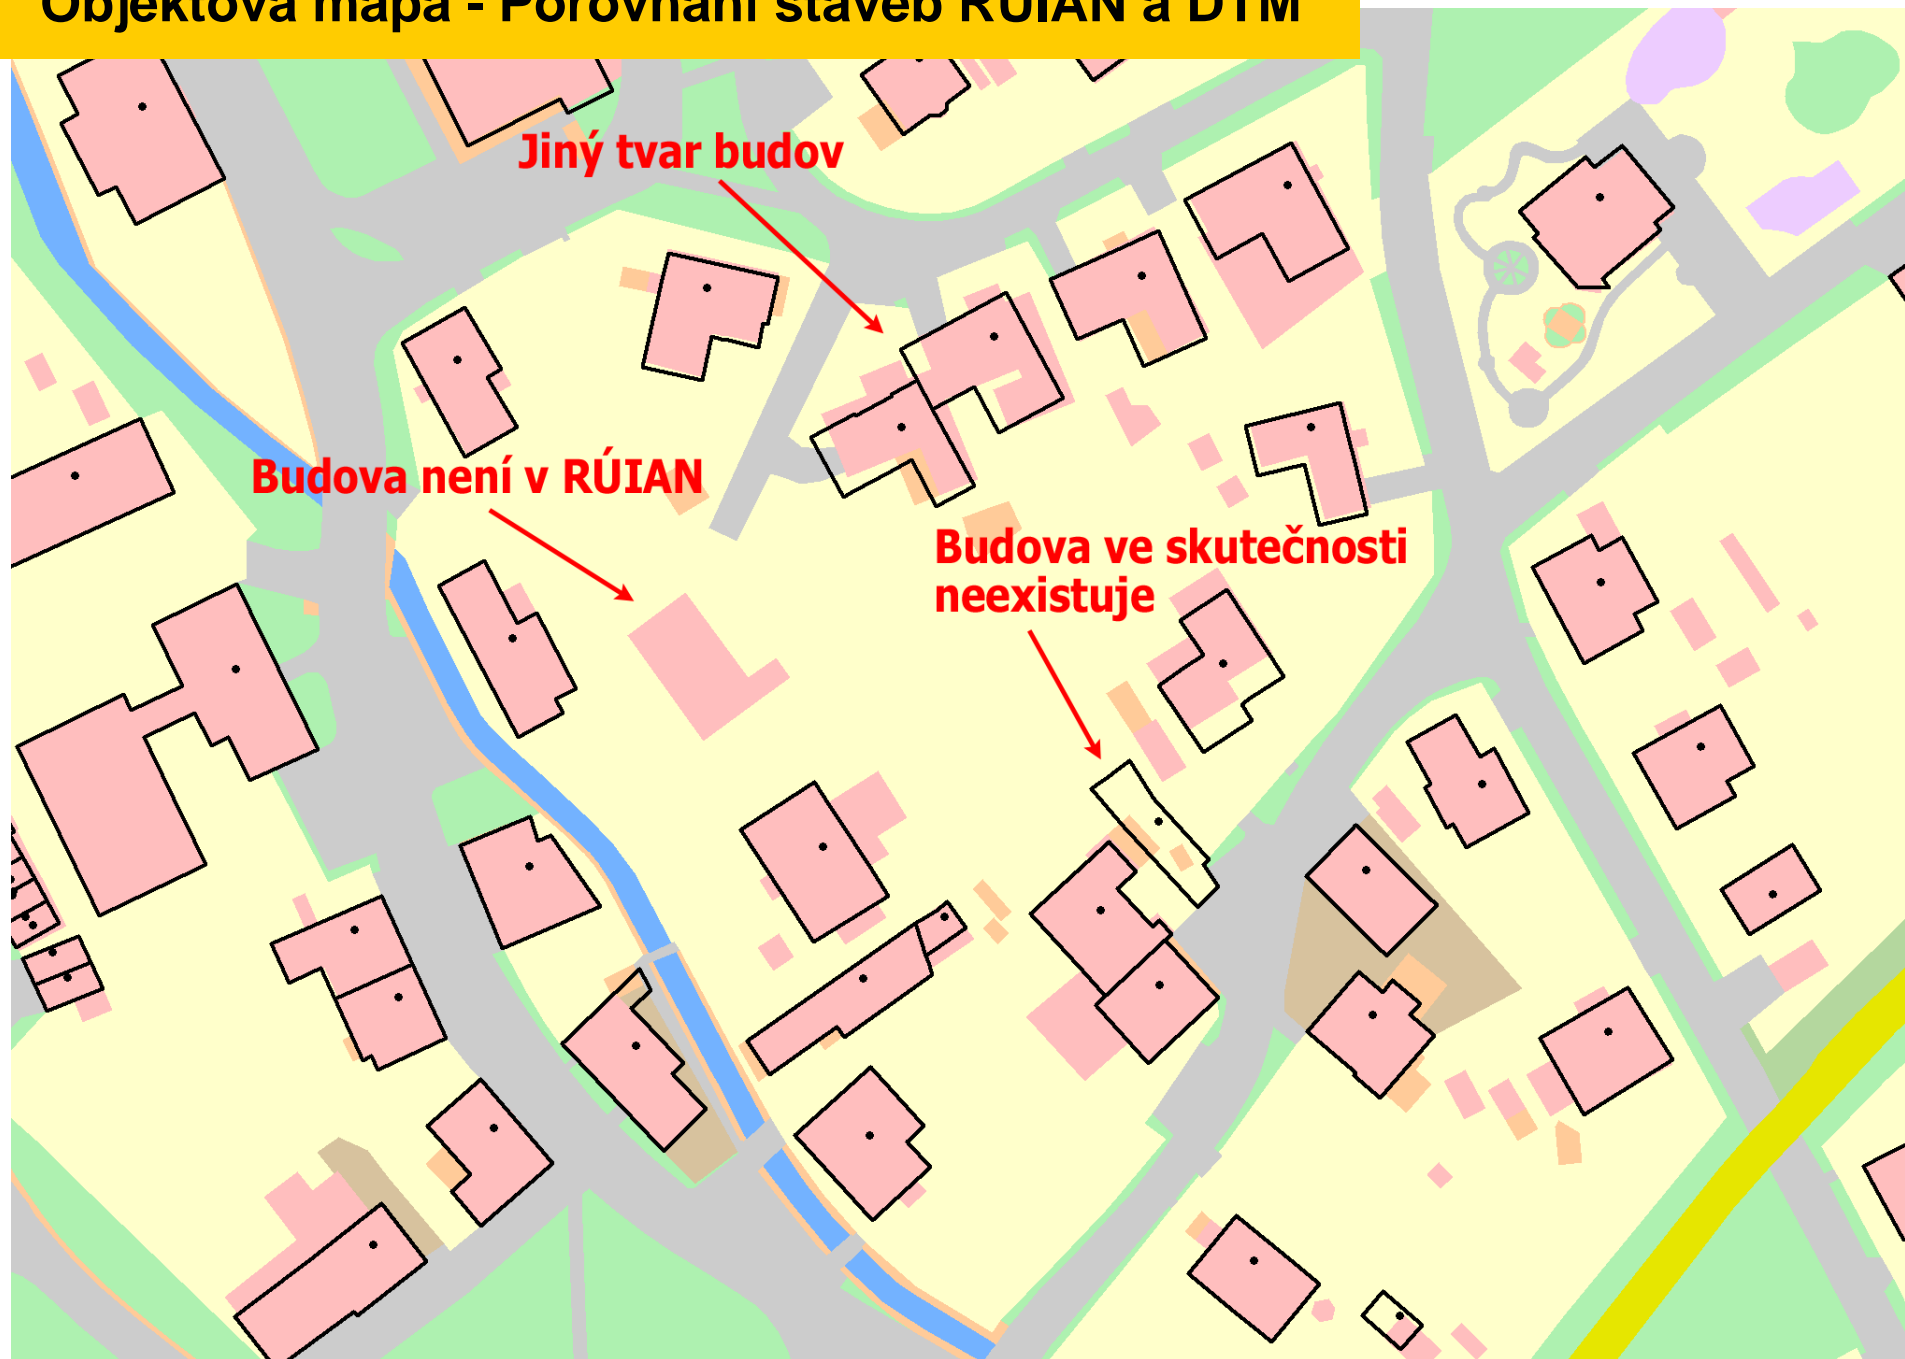 Objektová mapa - Porovnání staveb RÚIAN a DTM
Jiný tvar budov
Budova není v RÚIAN
Budova ve skutečnosti
neexistuje